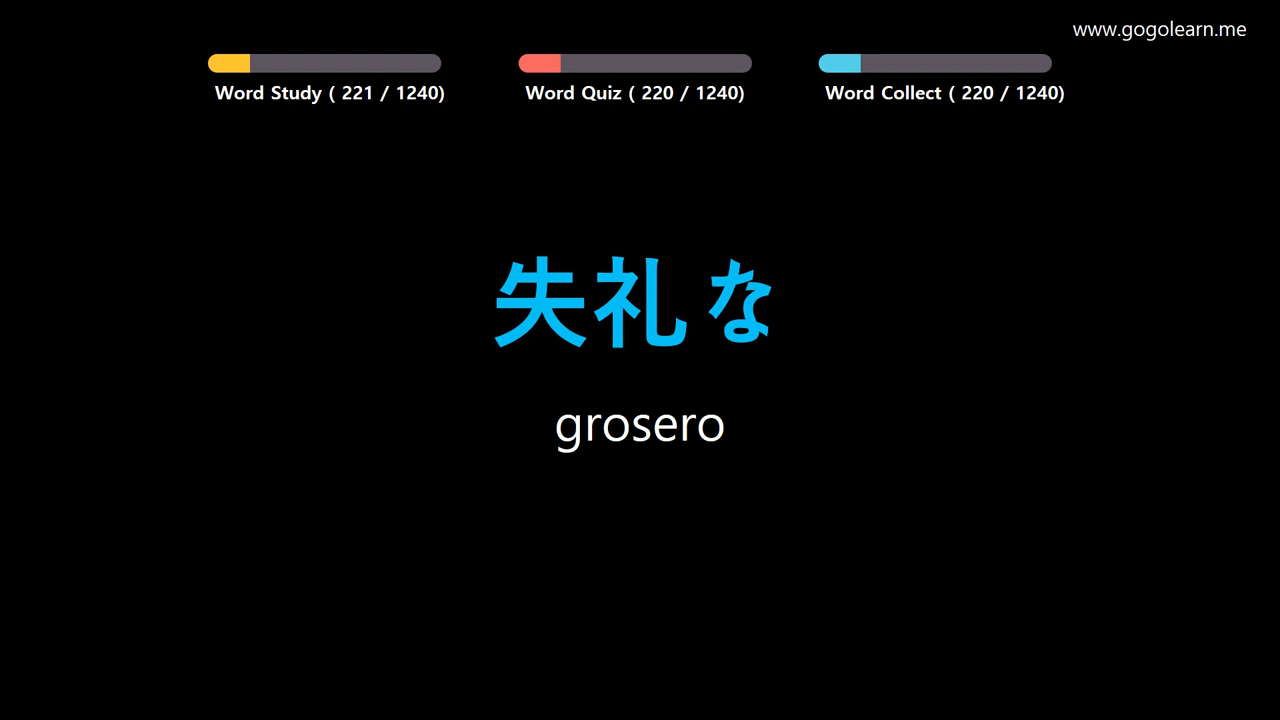 www.gogolearn.me
Word Study ( 221 / 1240)
Word Quiz ( 220 / 1240)
Word Collect ( 220 / 1240)
失礼な
grosero